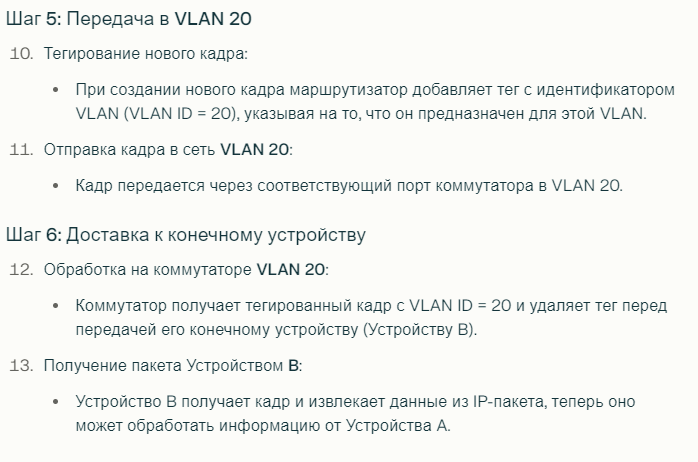 Шаг 5: Передача в VLAN 20
10. Тегирование нового кадра:
• При создании нового кадра маршрутизатор добавляет тег с идентификатором
VLAN (VLAN ID = 20), указывая на то, что он предназначен для этой VLAN.
11. Отправка кадра в сеть VLAN 20:
• Кадр передается через соответствующий порт коммутатора в VLAN 20.
Шаг 6: Доставка к конечному устройству
12. Обработка на коммутаторе VLAN 20:
• Коммутатор получает тегированный кадр с VLAN ID = 20 и удаляет тег перед
передачей его конечному устройству (Устройству B).
13. Получение пакета Устройством B:
• Устройство B получает кадр и извлекает данные из IP-пакета, теперь оно
может обработать информацию от Устройства A.